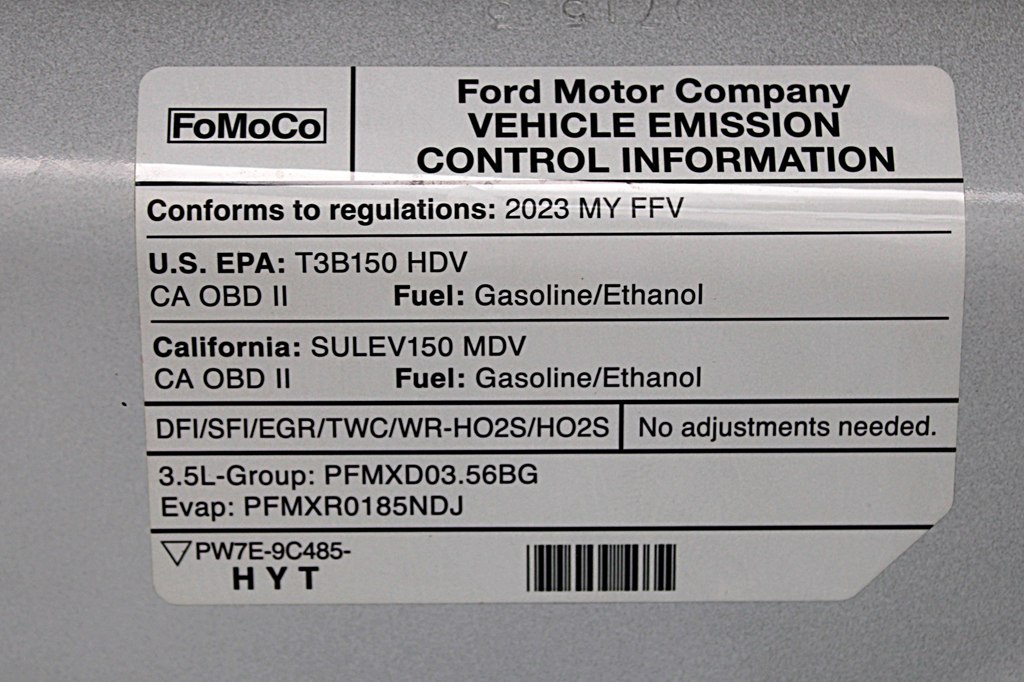 FoMoCo
Ford Motor Company
VEHICLE EMISSION
CONTROL INFORMATION
Conforms to regulations: 2023 MY FFV
U.S. EPA: T3B150 HDV
CA OBD II Fuel: Gasoline/Ethanol
California: SULEV150 MDV
CA OBD II Fuel: Gasoline/Ethanol
DFI/SFI/EGR/TWC/WR-HO2S/HO2S No adjustments needed.
3.5L-Group: PFMXD03.56BG
Evap: PFMXR0185NDJ
PW7E-9C485-
H Y T